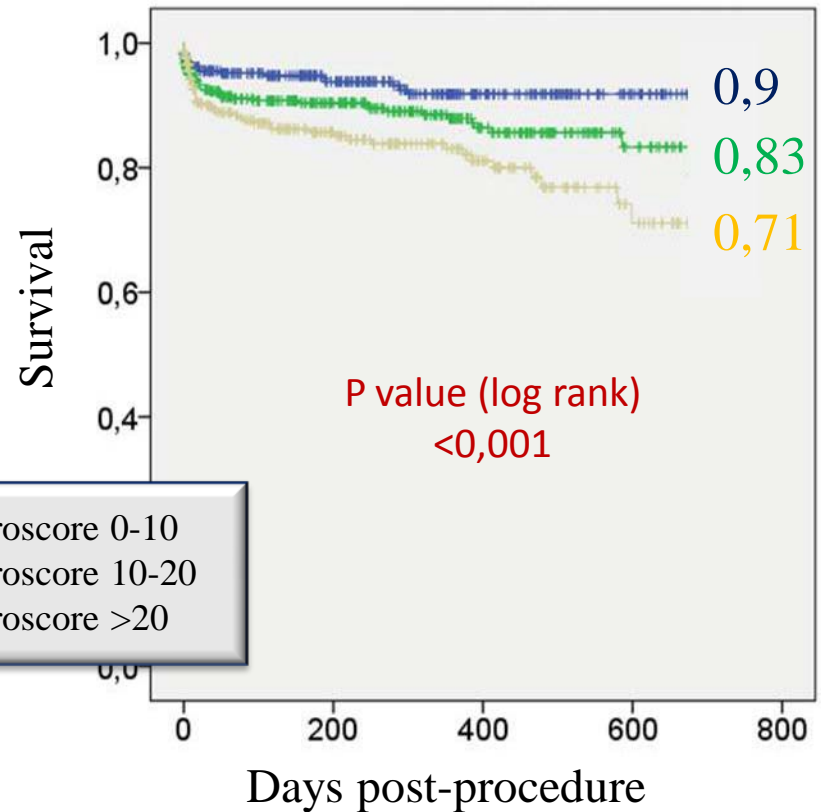 1,0
0,9
0,83
0,8
0,71
Survival
0,6
P value (log rank)
<0,001
0,4
roscore 0-10
roscore 10-20
roscore >20
0,0
0 200 400 600 800
Days post-procedure